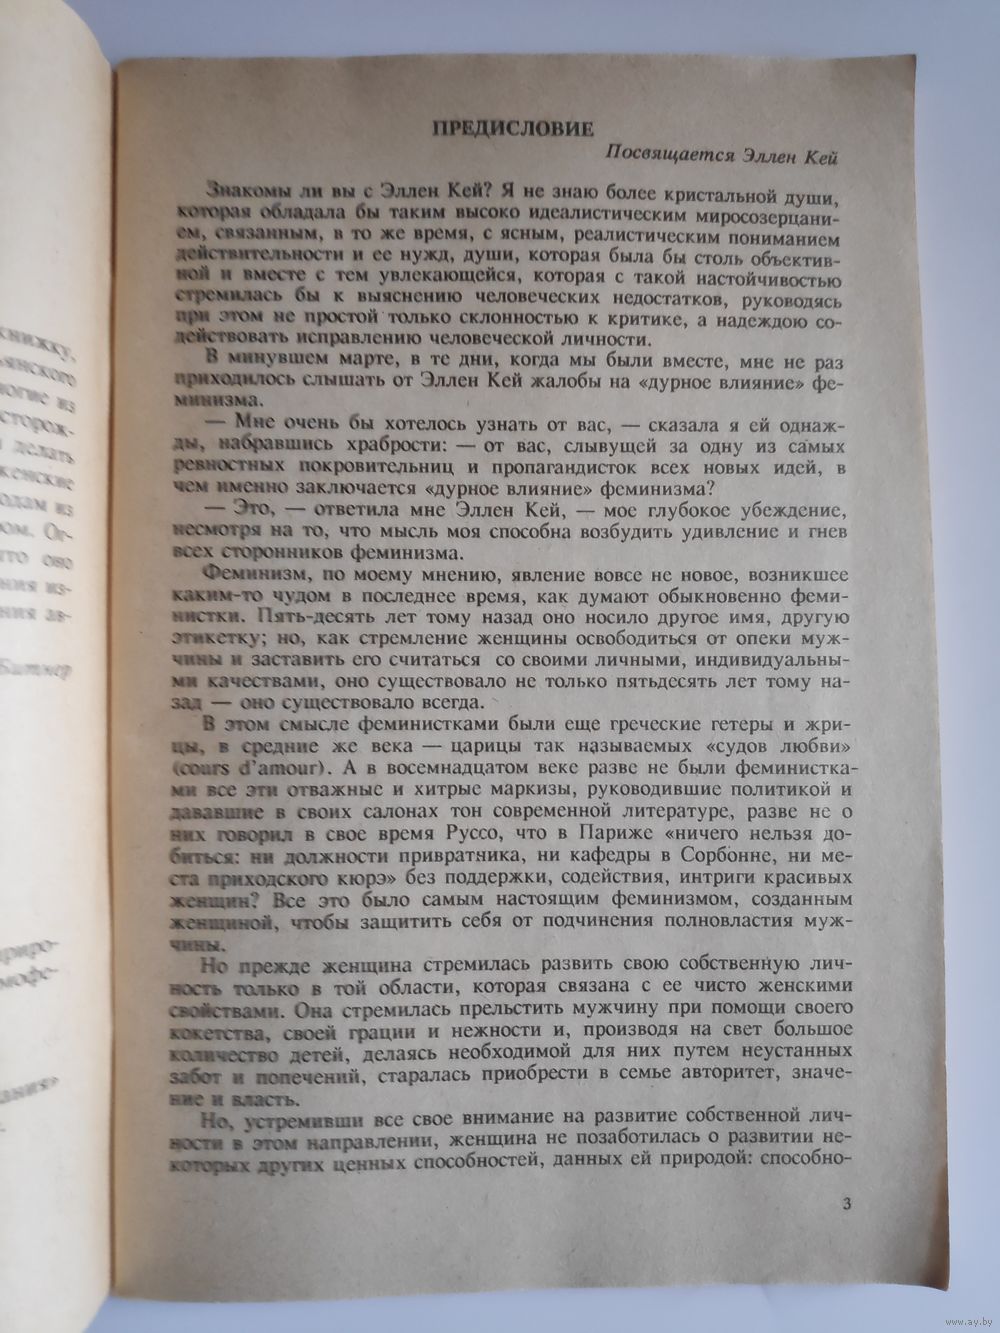 книжку,
сторож-
делать
женские
ром. Ог-
что оно
ния из-
ния ав-
Битнер
ПРЕДИСЛОВИЕ
Посвящается Эллен Кей
Знакомы ли вы с Эллен Кей? Я не знаю более кристальной души,
которая обладала бы таким высоко идеалистическим миросозерцани-
ем, связанным, в то же время, с ясным, реалистическим пониманием
действительности и ее нужд, души, которая была бы столь объектив-
ной и вместе с тем увлекающейся, которая с такой настойчивостью
стремилась бы к выяснению человеческих недостатков, руководясь
при этом не простой только склонностью к критике, а надеждою со-
действовать исправлению человеческой личности.
В минувшем марте, в те дни, когда мы были вместе, мне не раз
приходилось слышать от Эллен Кей жалобы на «дурное влияние» фе-
минизма.
— Мне очень бы хотелось узнать от вас, — сказала я ей однаж-
ды, набравшись храбрости: — от вас, слывущей за одну из самых
ревностных покровительниц и пропагандисток всех новых идей, в
чем именно заключается «дурное влияние» феминизма?
— Это, — ответила мне Эллен Кей, — мое глубокое убеждение,
несмотря на то, что мысль моя способна возбудить удивление и гнев
всех сторонников феминизма.
Феминизм, по моему мнению, явление вовсе не новое, возникшее
каким-то чудом в последнее время, как думают обыкновенно феми-
нистки. Пять-десять лет тому назад оно носило другое имя, другую
этикетку; но, как стремление женщины освободиться от опеки муж-
чины и заставить его считаться со своими личными, индивидуальны-
ми качествами, оно существовало не только пятьдесять лет тому на-
зад — оно существовало всегда.
В этом смысле феминистками были еще греческие гетеры и жри-
цы, в средние же века — царицы так называемых «судов любви»
(cours d'amour). А в восемнадцатом веке разве не были феминистка-
ми все эти отважные и хитрые маркизы, руководившие политикой и
дававшие в своих салонах тон современной литературе, разве не о
них говорил в свое время Руссо, что в Париже «ничего нельзя до-
биться: ни должности привратника, ни кафедры в Сорбонне, ни ме-
ста приходского кюрэ» без поддержки, содействия, интриги красивых
женщин? Все это было самым настоящим феминизмом, созданным
женщиной, чтобы защитить себя от подчинения полновластия муж-
чины.
Но прежде женщина стремилась развить свою собственную лич-
ность только в той области, которая связана с ее чисто женскими
свойствами. Она стремилась прельстить мужчину при помощи своего
кокетства, своей грации и нежности и, производя на свет большое
количество детей, делаясь необходимой для них путем неустанных
забот и попечений, старалась приобрести в семье авторитет, значе-
ние и власть.
Но, устремивши все свое внимание на развитие собственной лич-
ности в этом направлении, женщина не позаботилась о развитии не-
которых других ценных способностей, данных ей природой: способно-
3
www.ay.by